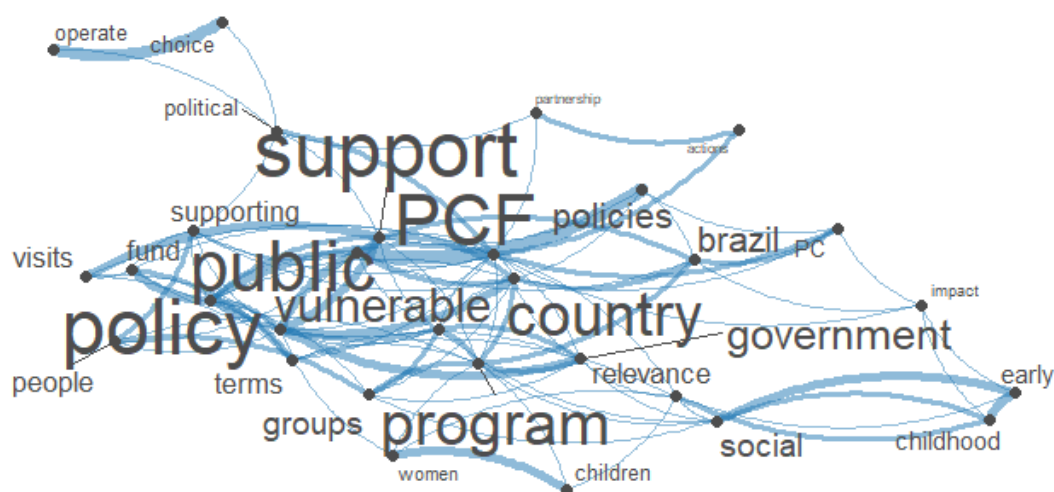 operate
choice
political
partnership
actions
support
supporting
PCF
policies
visits
fund
public
brazil
PC
vulnerable
policy
country
impact
government
people
terms
relevance
early
groups
program
social
childhood
women
children